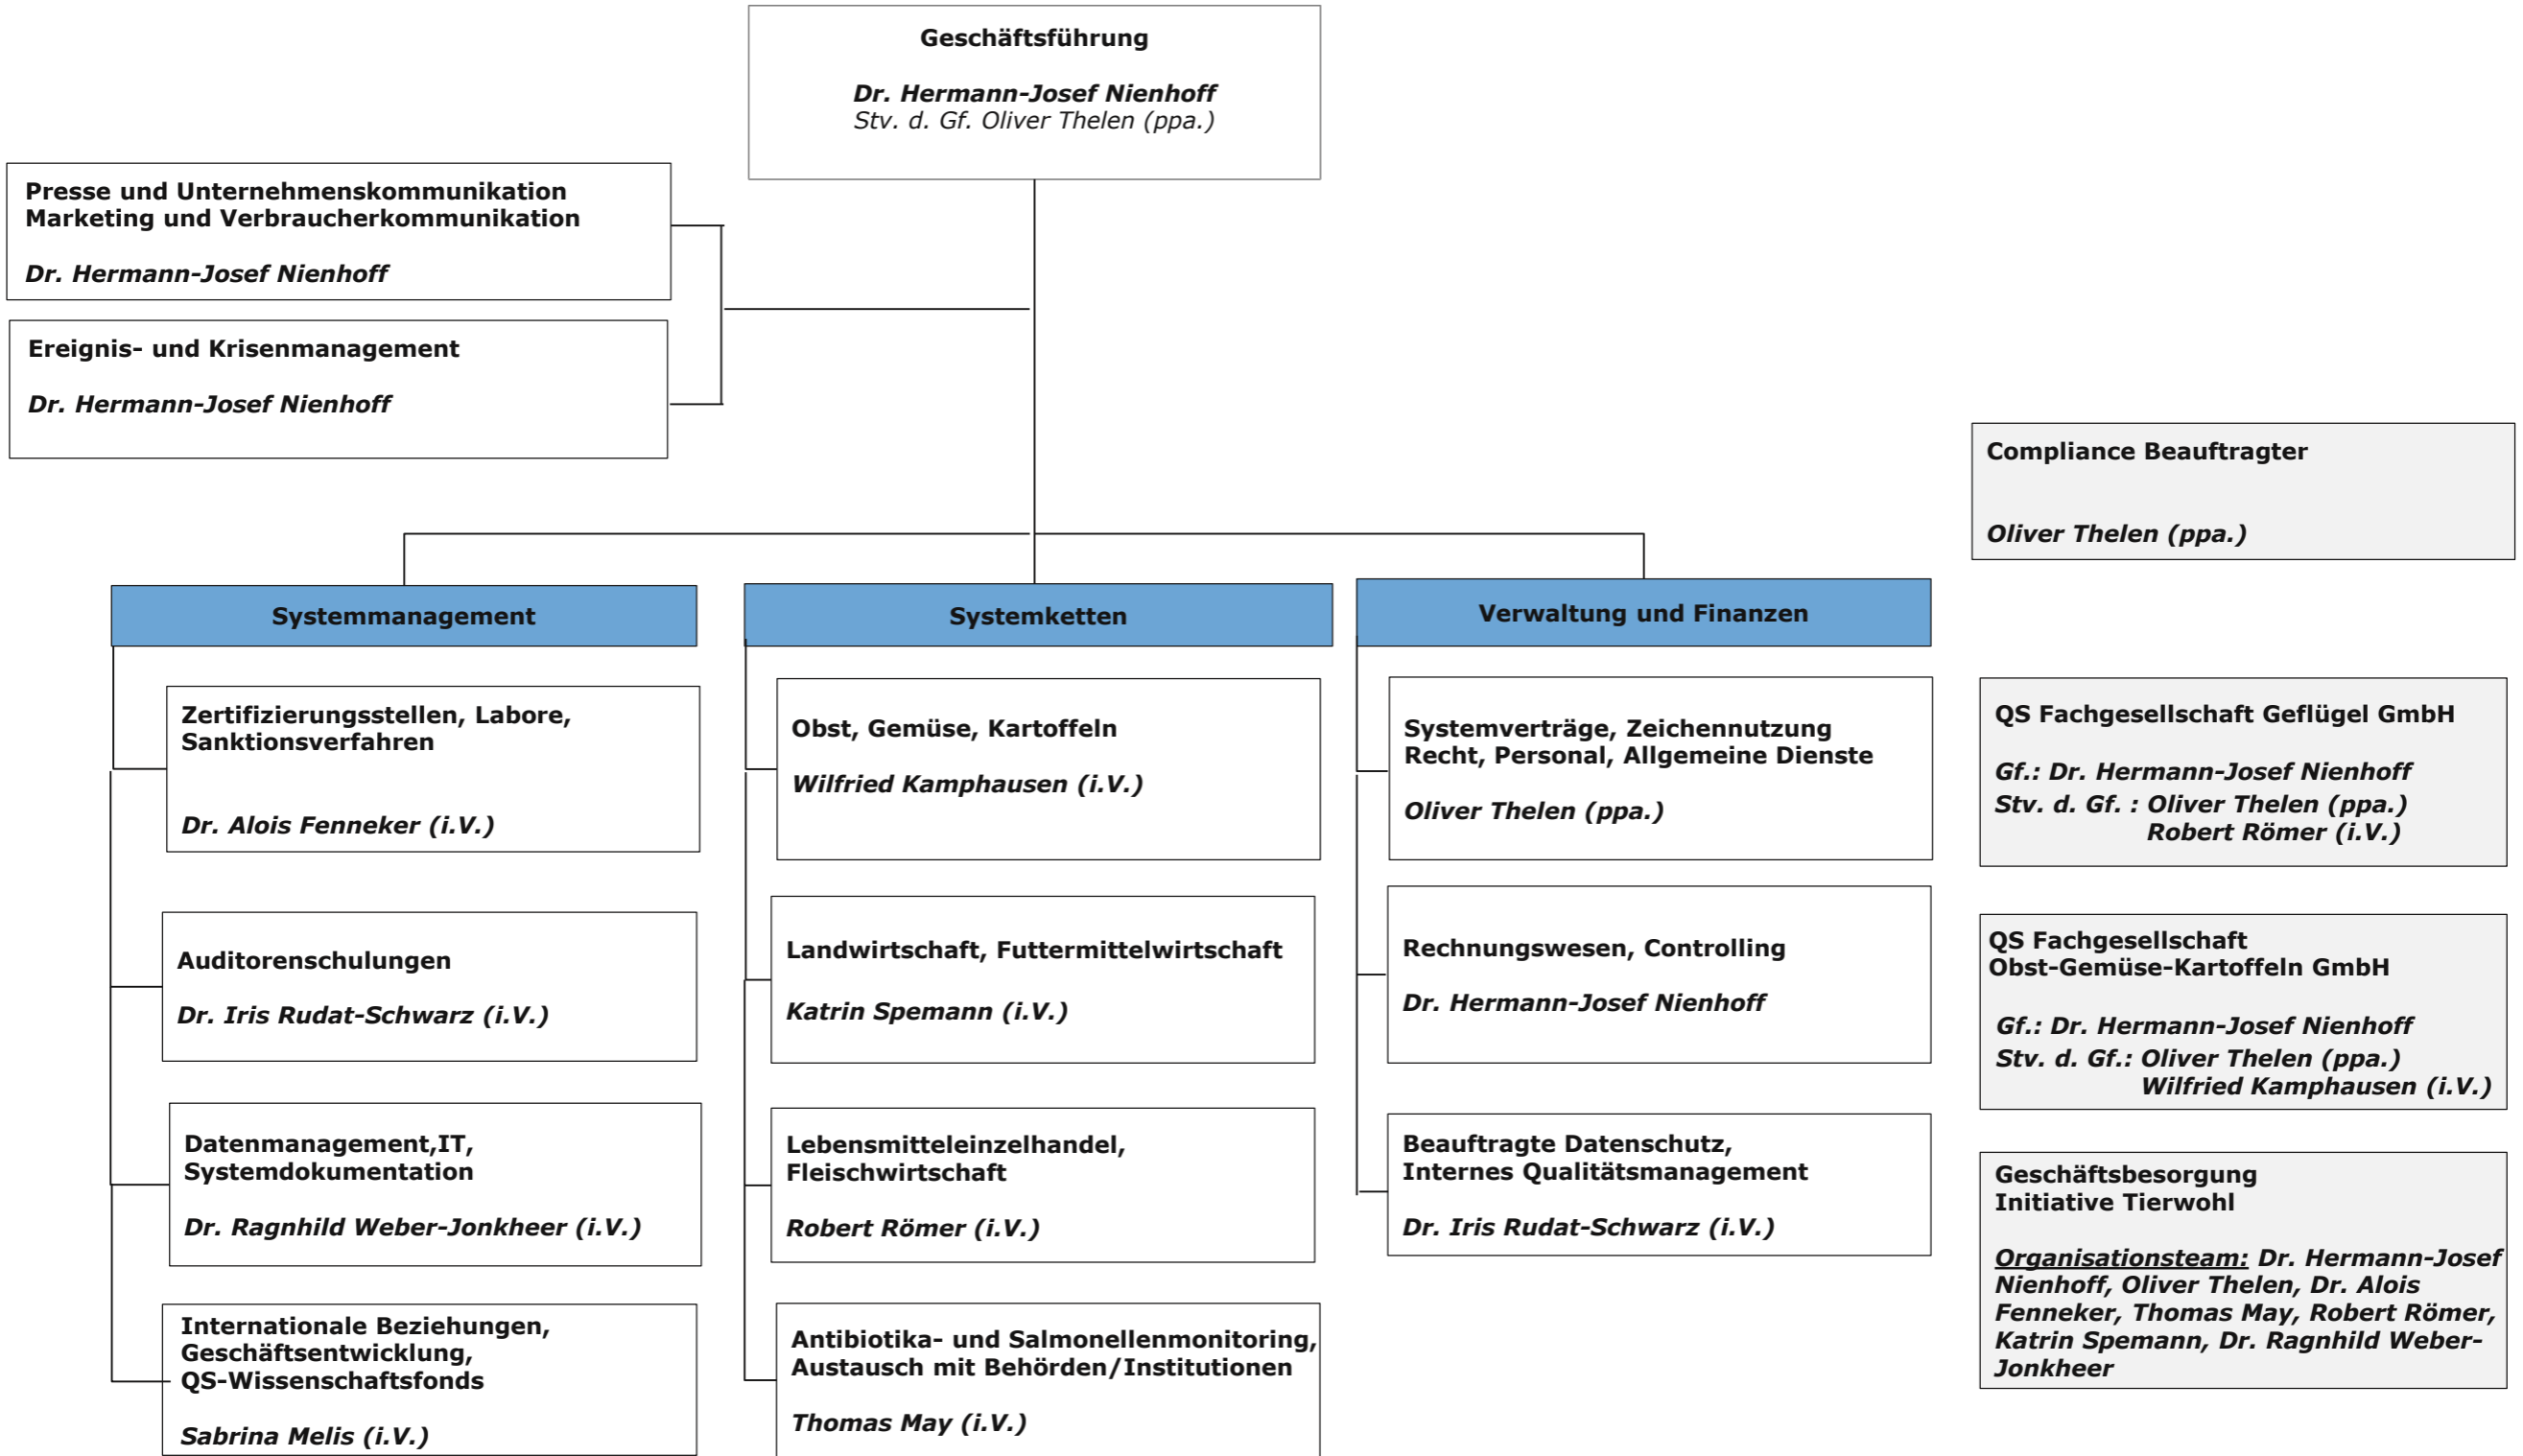 Geschäftsführung
Dr. Hermann-Josef Nienhoff
Stv. d. Gf. Oliver Thelen (ppa.)
Presse und Unternehmenskommunikation
Marketing und Verbraucherkommunikation
Dr. Hermann-Josef Nienhoff
Ereignis- und Krisenmanagement
Dr. Hermann-Josef Nienhoff
Compliance Beauftragter
Oliver Thelen (ppa.)
Systemmanagement
Zertifizierungsstellen, Labore,
Sanktionsverfahren
Dr. Alois Fenneker (i.V.)
Auditorenschulungen
Dr. Iris Rudat-Schwarz (i.V.)
Datenmanagement,IT,
Systemdokumentation
Dr. Ragnhild Weber-Jonkheer (i.V.)
Internationale Beziehungen,
Geschäftsentwicklung,
QS-Wissenschaftsfonds
Sabrina Melis (i.V.)
Systemketten
Obst, Gemüse, Kartoffeln
Wilfried Kamphausen (i.V.)
Landwirtschaft, Futtermittelwirtschaft
Katrin Spemann (i.V.)
Lebensmitteleinzelhandel,
Fleischwirtschaft
Robert Römer (i.V.)
Antibiotika- und Salmonellenmonitoring,
Austausch mit Behörden/Institutionen
Thomas May (i.V.)
Verwaltung und Finanzen
Systemverträge, Zeichennutzung
Recht, Personal, Allgemeine Dienste
Oliver Thelen (ppa.)
Rechnungswesen, Controlling
Dr. Hermann-Josef Nienhoff
Beauftragte Datenschutz,
Internes Qualitätsmanagement
Dr. Iris Rudat-Schwarz (i.V.)
QS Fachgesellschaft Geflügel GmbH
Gf.: Dr. Hermann-Josef Nienhoff
Stv. d. Gf. : Oliver Thelen (ppa.)
Robert Römer (i.V.)
QS Fachgesellschaft
Obst-Gemüse-Kartoffeln GmbH
Gf.: Dr. Hermann-Josef Nienhoff
Stv. d. Gf.: Oliver Thelen (ppa.)
Wilfried Kamphausen (i.V.)
Geschäftsbesorgung
Initiative Tierwohl
Organisationsteam: Dr. Hermann-Josef
Nienhoff, Oliver Thelen, Dr. Alois
Fenneker, Thomas May, Robert Römer,
Katrin Spemann, Dr. Ragnhild Weber-
Jonkheer